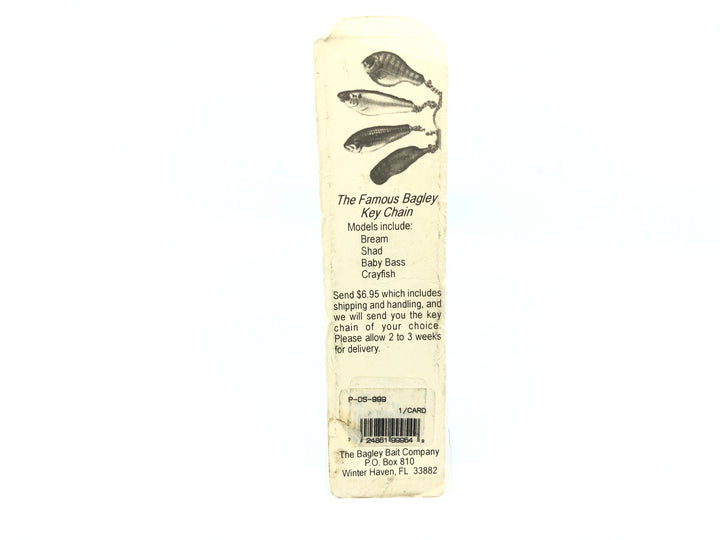 The Famous Bagley
Key Chain
Models include:
Bream
Shad
Baby Bass
Crayfish
Send $6.95 which includes
shipping and handling, and
we will send you the key
chain of your choice.
Please allow 2 to 3 weeks
for delivery.
P-DS-999
1/CARD
The Bagley Bait Company
P.O. Box 810
Winter Haven, FL 33882